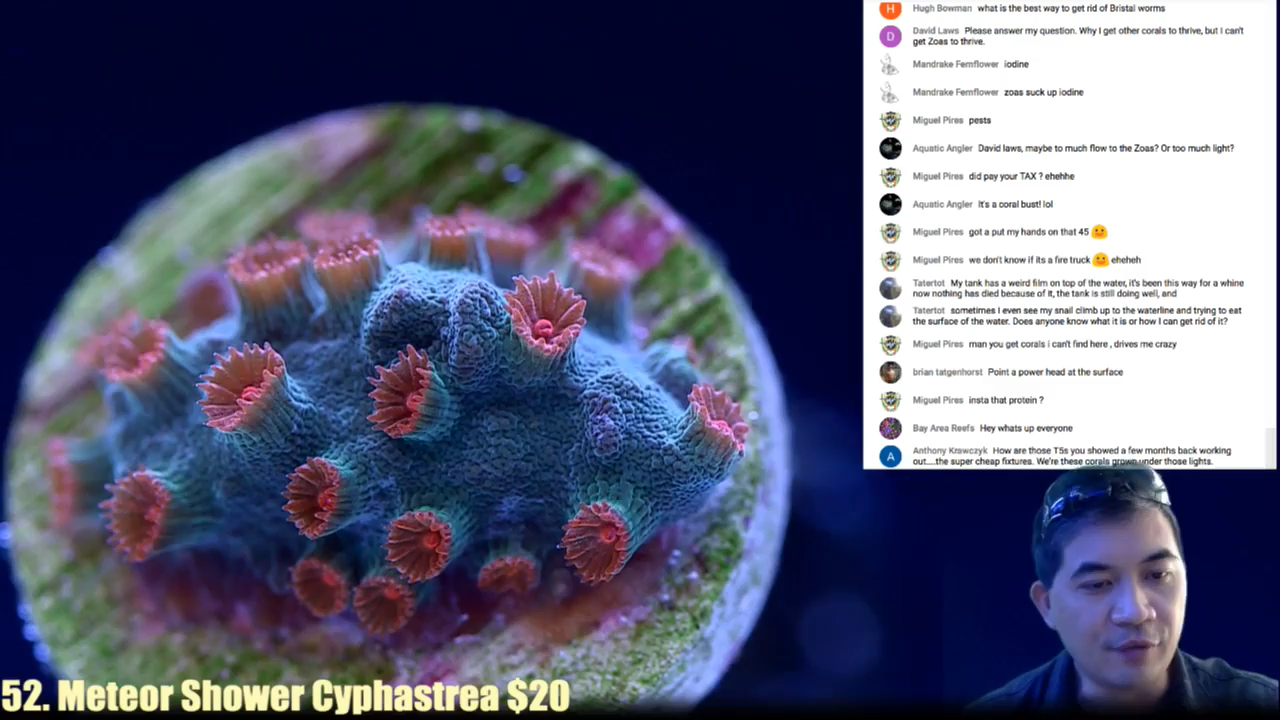 H
Hugh Bowman what is the best way to get rid of Bristal worms
D
David Laws Please answer my question. Why I get other corals to thrive, but I can't
get Zoas to thrive.
Mandrake Fernflower iodine
Mandrake Fernflower zoas suck up iodine
Miguel Pires pests
Aquatic Angler David laws, maybe to much flow to the Zoas? Or too much light?
Miguel Pires did pay your TAX ? ehehhe
Aquatic Angler It's a coral bust! lol
Miguel Pires got a put my hands on that 45
Miguel Pires we don't know if its a fire truck eheheh
Tatertot My tank has a weird film on top of the water, it's been this way for a whine
now nothing has died because of it, the tank is still doing well, and
Tatertot sometimes I even see my snail climb up to the waterline and trying to eat
the surface of the water. Does anyone know what it is or how I can get rid of it?
Miguel Pires man you get corals i can't find here , drives me crazy
brian tatgenhorst Point a power head at the surface
Miguel Pires insta that protein ?
Bay Area Reefs Hey whats up everyone
A
Anthony Krawczyk How are those T5s you showed a few months back working
out....the super cheap fixtures. We're these corals grown under those lights.
52. Meteor Shower Cyphastrea $20